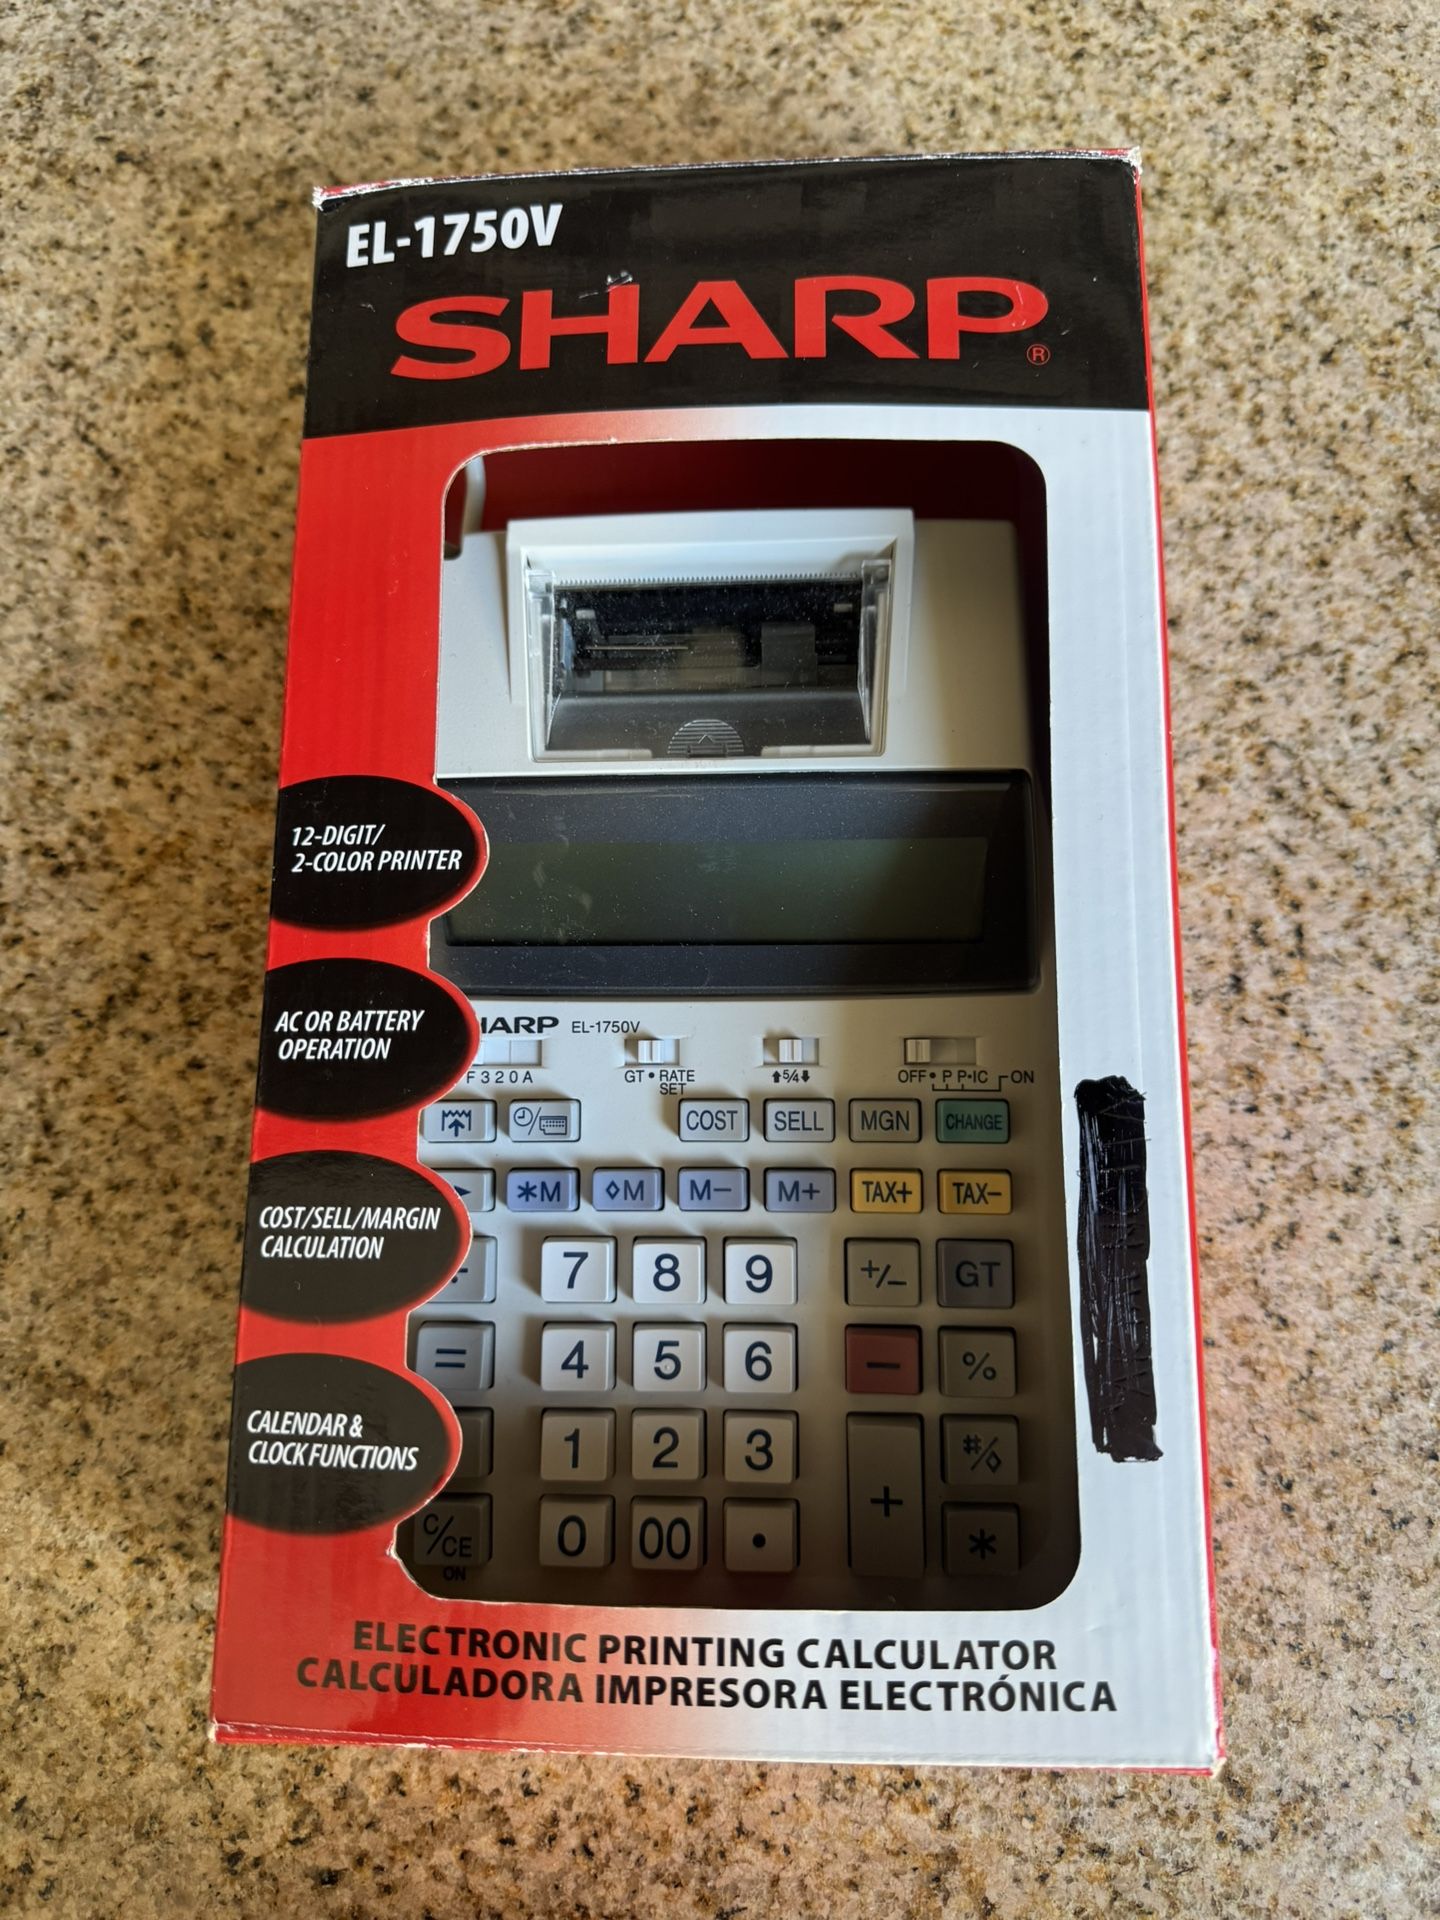 EL-1750V
SHARP®
12-DIGIT/
2-COLOR PRINTER
AC OR BATTERY
OPERATION
COST/SELL/MARGIN
CALCULATION
CALENDAR &
CLOCK FUNCTIONS
EL-1750V
F 3 2 0 A
GT • RATE
SET
⬆5/4⬇
OFF • P P•IC ON
COST SELL MGN CHANGE
*M ◊M M− M+ TAX+ TAX−
÷ 7 8 9 +/− GT
= 4 5 6 − %
1 2 3 + #/◊
C/CE 0 00 • *
ON
ELECTRONIC PRINTING CALCULATOR
CALCULADORA IMPRESORA ELECTRÓNICA